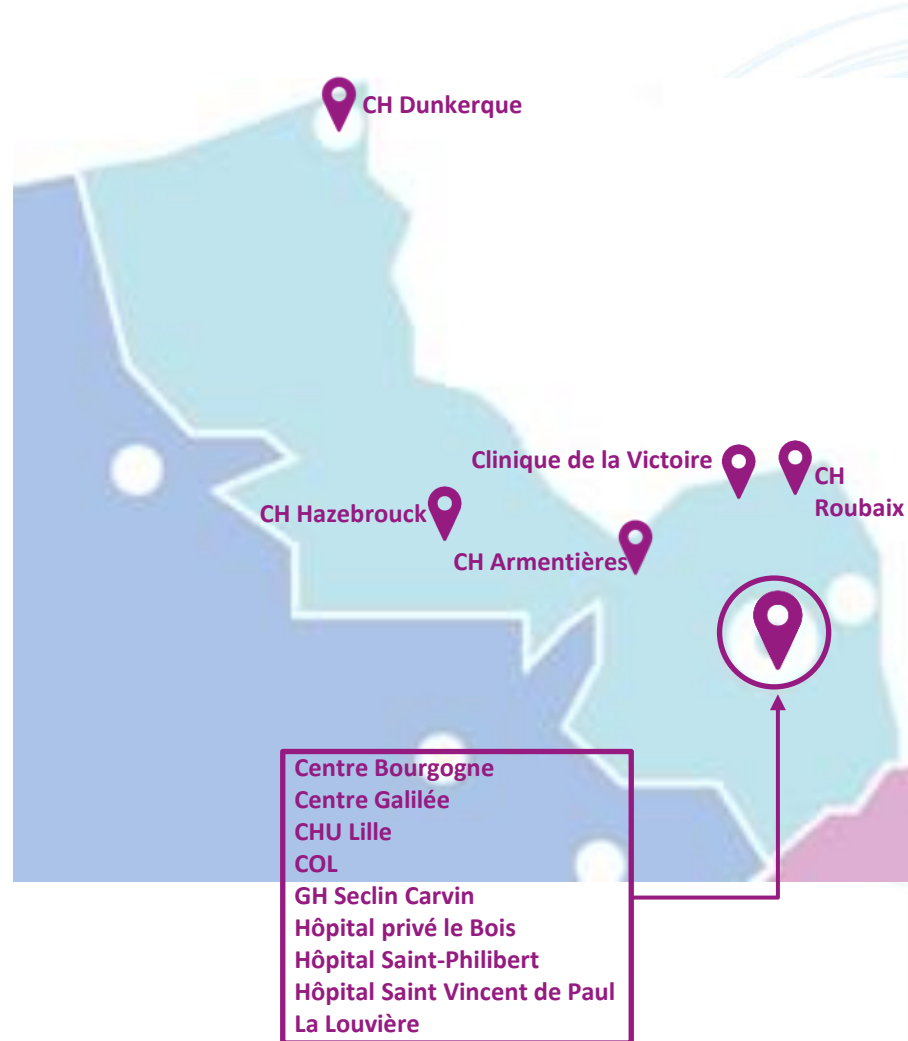 CH Dunkerque
Clinique de la Victoire
CH
Roubaix
CH Hazebrouck
CH Armentières
Centre Bourgogne
Centre Galilée
CHU Lille
COL
GH Seclin Carvin
Hôpital privé le Bois
Hôpital Saint-Philibert
Hôpital Saint Vincent de Paul
La Louvière